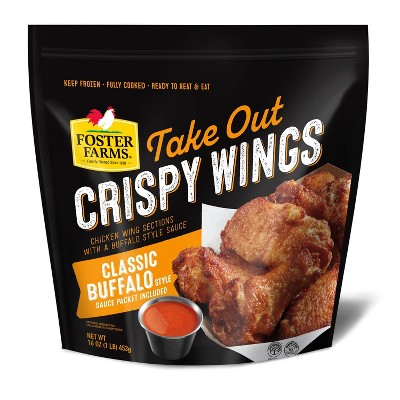 KEEP FROZEN • FULLY COOKED • READY TO HEAT & EAT
FOSTER
FARMS®
Take Out
CRISPY WINGS
CHICKEN WING SECTIONS
WITH A BUFFALO STYLE SAUCE
CLASSIC
BUFFALO STYLE
SAUCE PACKET INCLUDED
NET WT
16 OZ (1 LB) 453g